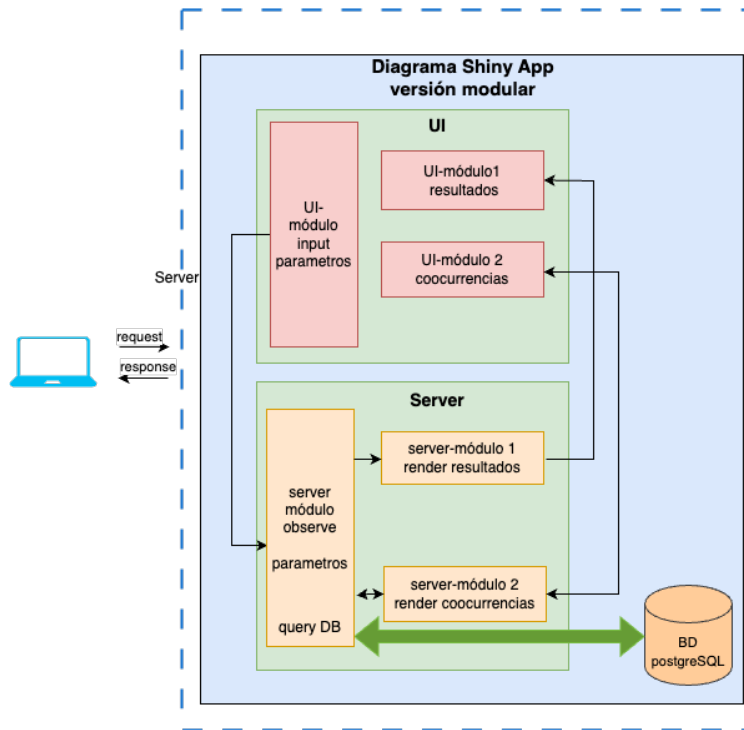 Diagrama Shiny App
versión modular
UI
UI-
módulo
input
parametros
UI-módulo1
resultados
UI-módulo 2
coocurrencias
Server
request
response
Server
server
módulo
observe
parametros
query DB
server-módulo 1
render resultados
server-módulo 2
render coocurrencias
BD
postgreSQL